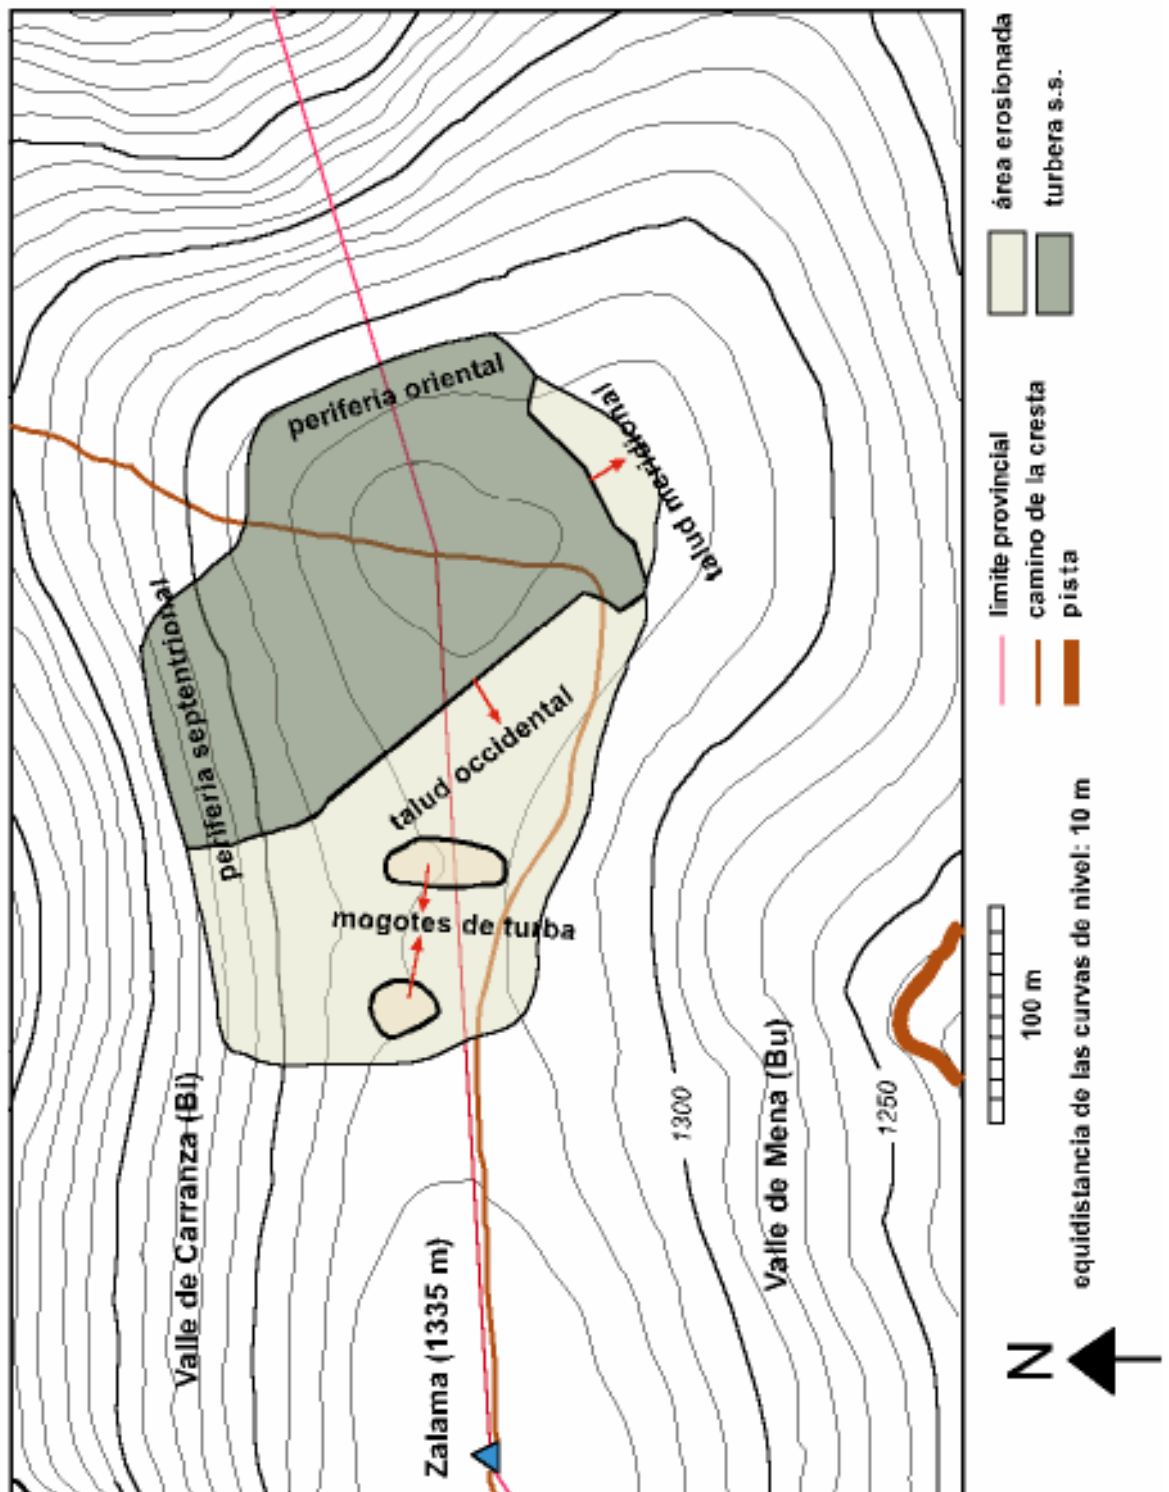 periferia oriental
periferia septentrional
talud meridional
talud occidental
mogotes de turba
Valle de Carranza (Bi)
Zalama (1335 m)
1300
Valle de Mena (Bu)
1250
N
área erosionada
turbera s.s.
limite provincial
camino de la cresta
pista
100 m
equidistancia de las curvas de nivel: 10 m